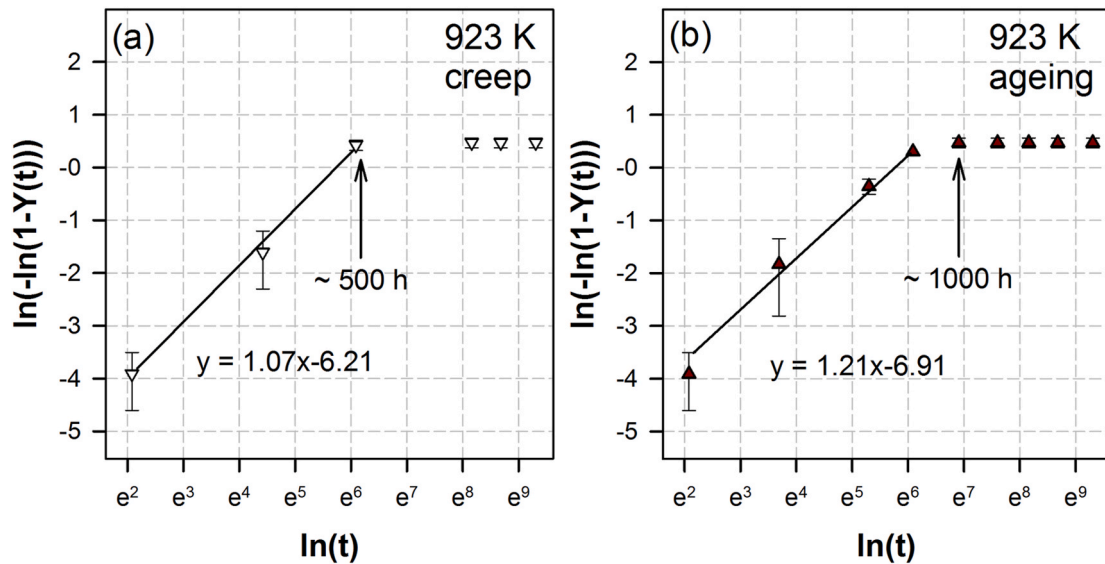 (a)
923 K
creep
2
1
-0
-1
-2
-3
-4
-5
ln(-ln(1-Y(t)))
~ 500 h
y = 1.07x-6.21
e² e³ e⁴ e⁵ e⁶ e⁷ e⁸ e⁹
ln(t)
(b)
923 K
ageing
2
1
-0
-1
-2
-3
-4
-5
ln(-ln(1-Y(t)))
~ 1000 h
y = 1.21x-6.91
e² e³ e⁴ e⁵ e⁶ e⁷ e⁸ e⁹
ln(t)